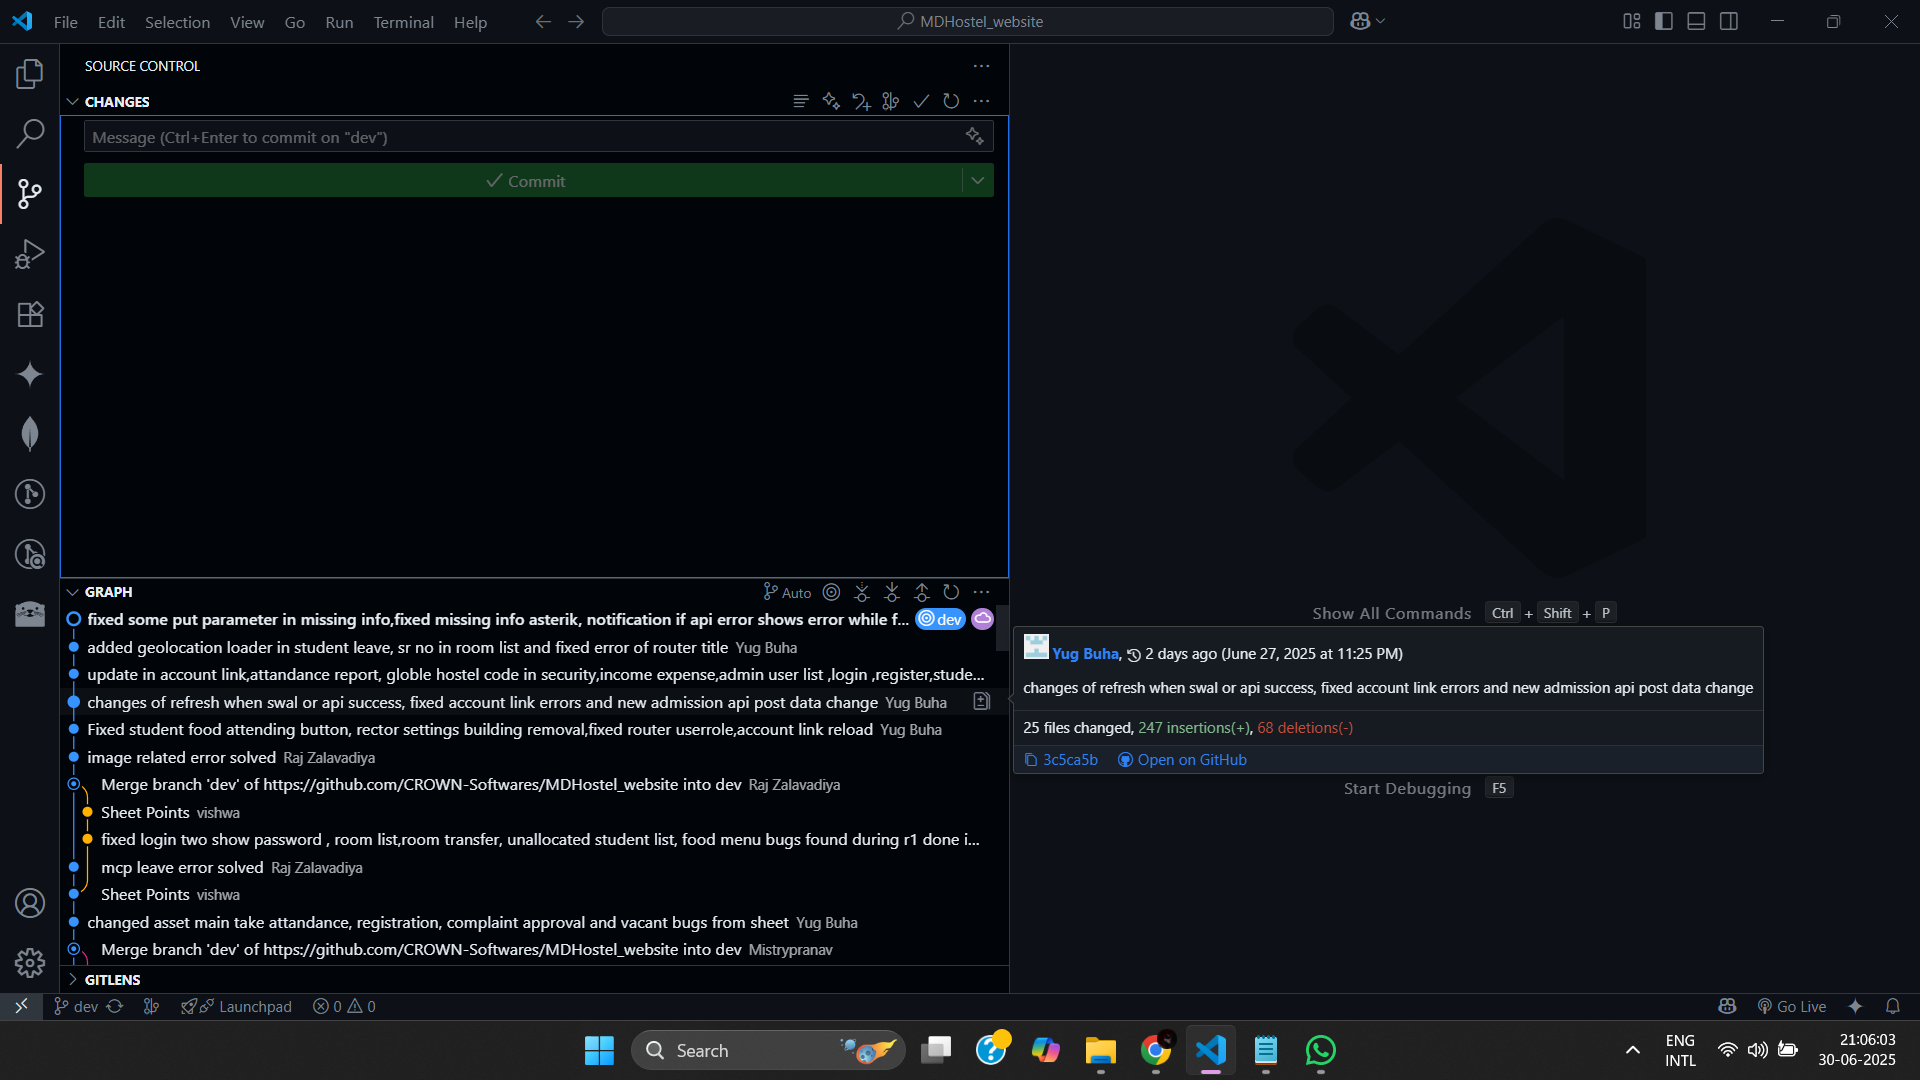 File Edit Selection View Go Run Terminal Help
MDHostel_website
SOURCE CONTROL
CHANGES
Message (Ctrl+Enter to commit on "dev")
Commit
GRAPH
Auto
fixed some put parameter in missing info,fixed missing info asterik, notification if api error shows error while f... dev
added geolocation loader in student leave, sr no in room list and fixed error of router title Yug Buha
update in account link,attandance report, globle hostel code in security,income expense,admin user list ,login ,register,stude...
changes of refresh when swal or api success, fixed account link errors and new admission api post data change Yug Buha
Fixed student food attending button, rector settings building removal,fixed router userrole,account link reload Yug Buha
image related error solved Raj Zalavadiya
Merge branch 'dev' of https://github.com/CROWN-Softwares/MDHostel_website into dev Raj Zalavadiya
Sheet Points vishwa
fixed login two show password , room list,room transfer, unallocated student list, food menu bugs found during r1 done i...
mcp leave error solved Raj Zalavadiya
Sheet Points vishwa
changed asset main take attandance, registration, complaint approval and vacant bugs from sheet Yug Buha
Merge branch 'dev' of https://github.com/CROWN-Softwares/MDHostel_website into dev Mistrypranav
GITLENS
Show All Commands Ctrl + Shift + P
Yug Buha, 2 days ago (June 27, 2025 at 11:25 PM)
changes of refresh when swal or api success, fixed account link errors and new admission api post data change
25 files changed, 247 insertions(+), 68 deletions(-)
3c5ca5b Open on GitHub
Start Debugging F5
dev Launchpad 0 0 Go Live
Search
ENG
INTL
21:06:03
30-06-2025